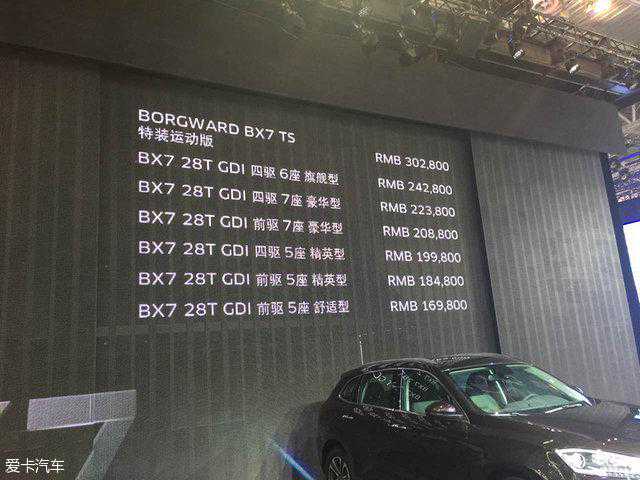 BORGWARD BX7 TS
特装运动版 RMB 302,800
BX7 28T GDI 四驱 6座 旗舰型 RMB 242,800
BX7 28T GDI 四驱 7座 豪华型 RMB 223,800
BX7 28T GDI 前驱 7座 豪华型 RMB 208,800
BX7 28T GDI 四驱 5座 精英型 RMB 199,800
BX7 28T GDI 前驱 5座 精英型 RMB 184,800
BX7 28T GDI 前驱 5座 舒适型 RMB 169,800
7
爱卡汽车